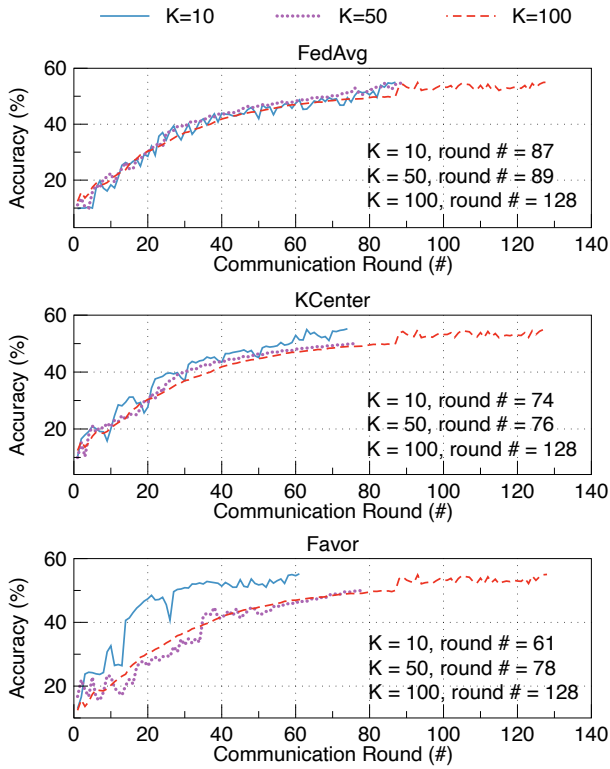 K=10 K=50 K=100
FedAvg
60
40
20
Accuracy (%)
K = 10, round # = 87
K = 50, round # = 89
K = 100, round # = 128
0 20 40 60 80 100 120 140
Communication Round (#)
KCenter
60
40
20
Accuracy (%)
K = 10, round # = 74
K = 50, round # = 76
K = 100, round # = 128
0 20 40 60 80 100 120 140
Communication Round (#)
Favor
60
40
20
Accuracy (%)
K = 10, round # = 61
K = 50, round # = 78
K = 100, round # = 128
0 20 40 60 80 100 120 140
Communication Round (#)